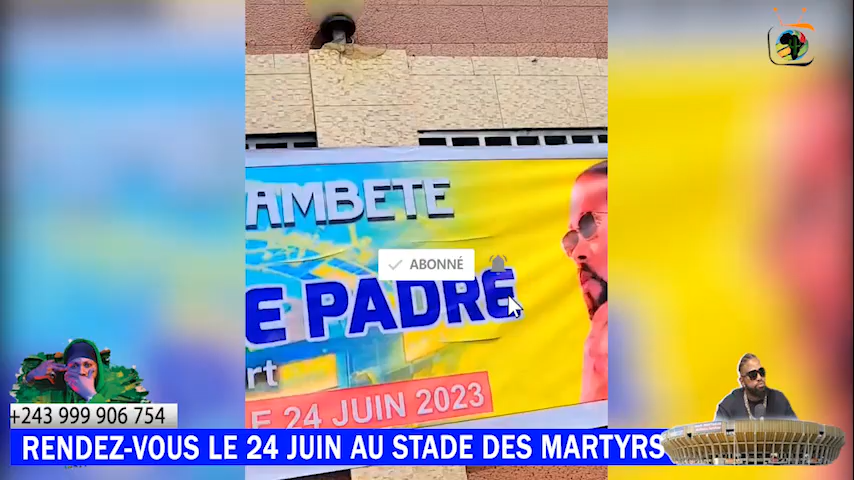 AMBETE
ABONNÉ
E PADRE
rt
E 24 JUIN 2023
+243 999 906 754
RENDEZ-VOUS LE 24 JUIN AU STADE DES MARTYRS